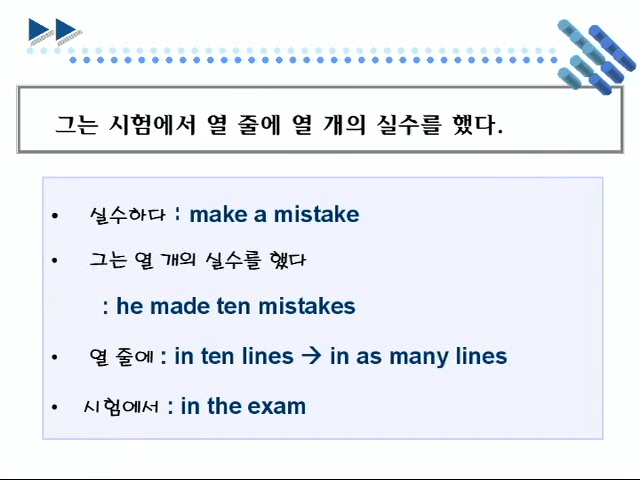 그는 시험에서 열 줄에 열 개의 실수를 했다.
• 실수하다 : make a mistake
• 그는 열 개의 실수를 했다
: he made ten mistakes
• 열 줄에 : in ten lines → in as many lines
• 시험에서 : in the exam